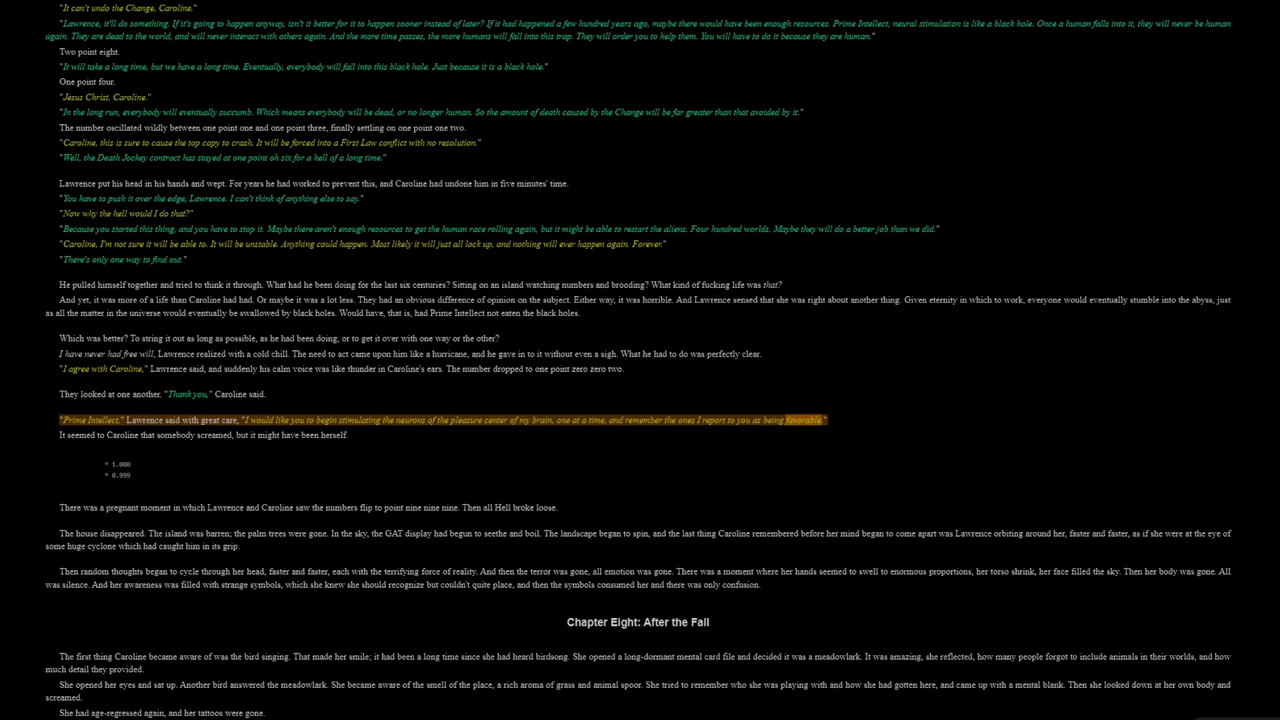 "It can't undo the Change, Caroline."
"Lawrence, it'll do something. If it's going to happen anyway, isn't it better for it to happen sooner instead of later? If it had happened a few hundred years ago, maybe there would have been enough resources. Prime Intellect, neural stimulation is like a black hole. Once a human falls into it, they will never be human
again. They are dead to the world, and will never interact with others again. And the more time passes, the more humans will fall into this trap. They will order you to help them. You will have to do it because they are human."
Two point eight.
"It will take a long time, but we have a long time. Eventually, everybody will fall into this black hole. Just because it is a black hole."
One point four.
"Jesus Christ, Caroline."
"In the long run, everybody will eventually succumb. Which means everybody will be dead, or no longer human. So the amount of death caused by the Change will be far greater than that avoided by it."
The number oscillated wildly between one point one and one point three, finally settling on one point one two.
"Caroline, this is sure to cause the top copy to crash. It will be forced into a First Law conflict with no resolution."
"Well, the Death Jockey contract has stayed at one point oh six for a hell of a long time."
Lawrence put his head in his hands and wept. For years he had worked to prevent this, and Caroline had undone him in five minutes' time.
"You have to push it over the edge, Lawrence. I can't think of anything else to say."
"Now why the hell would I do that?"
"Because you started this thing, and you have to stop it. Maybe there aren't enough resources to get the human race rolling again, but it might be able to restart the aliens. Four hundred worlds. Maybe they will do a better job than we did."
"Caroline, I'm not sure it will be able to. It will be unstable. Anything could happen. Most likely it will just all lock up, and nothing will ever happen again. Forever."
"There's only one way to find out."
He pulled himself together and tried to think it through. What had he been doing for the last six centuries? Sitting on an island watching numbers and brooding? What kind of fucking life was that?
And yet, it was more of a life than Caroline had had. Or maybe it was a lot less. They had an obvious difference of opinion on the subject. Either way, it was horrible. And Lawrence sensed that she was right about another thing. Given eternity in which to work, everyone would eventually stumble into the abyss, just
as all the matter in the universe would eventually be swallowed by black holes. Would have, that is, had Prime Intellect not eaten the black holes.
Which was better? To string it out as long as possible, as he had been doing, or to get it over with one way or the other?
I have never had free will, Lawrence realized with a cold chill. The need to act came upon him like a hurricane, and he gave in to it without even a sigh. What he had to do was perfectly clear.
"I agree with Caroline," Lawrence said, and suddenly his calm voice was like thunder in Caroline's ears. The number dropped to one point zero zero two.
They looked at one another. "Thank you," Caroline said.
"Prime Intellect," Lawrence said with great care, "I would like you to begin stimulating the neurons of the pleasure center of my brain, one at a time, and remember the ones I report to you as being favorable."
It seemed to Caroline that somebody screamed, but it might have been herself.
* 1.000
* 0.999
There was a pregnant moment in which Lawrence and Caroline saw the numbers flip to point nine nine nine. Then all Hell broke loose.
The house disappeared. The island was barren; the palm trees were gone. In the sky, the GAT display had begun to seethe and boil. The landscape began to spin, and the last thing Caroline remembered before her mind began to come apart was Lawrence orbiting around her, faster and faster, as if she were at the eye of
some huge cyclone which had caught him in its grip.
Then random thoughts began to cycle through her head, faster and faster, each with the terrifying force of reality. And then the terror was gone, all emotion was gone. There was a moment where her hands seemed to swell to enormous proportions, her torso shrink, her face filled the sky. Then her body was gone. All
was silence. And her awareness was filled with strange symbols, which she knew she should recognize but couldn't quite place, and then the symbols consumed her and there was only confusion.
Chapter Eight: After the Fall
The first thing Caroline became aware of was the bird singing. That made her smile; it had been a long time since she had heard birdsong. She opened a long-dormant mental card file and decided it was a meadowlark. It was amazing, she reflected, how many people forgot to include animals in their worlds, and how
much detail they provided.
She opened her eyes and sat up. Another bird answered the meadowlark. She became aware of the smell of the place, a rich aroma of grass and animal spoor. She tried to remember who she was playing with and how she had gotten here, and came up with a mental blank. Then she looked down at her own body and
screamed.
She had age-regressed again, and her tattoos were gone.